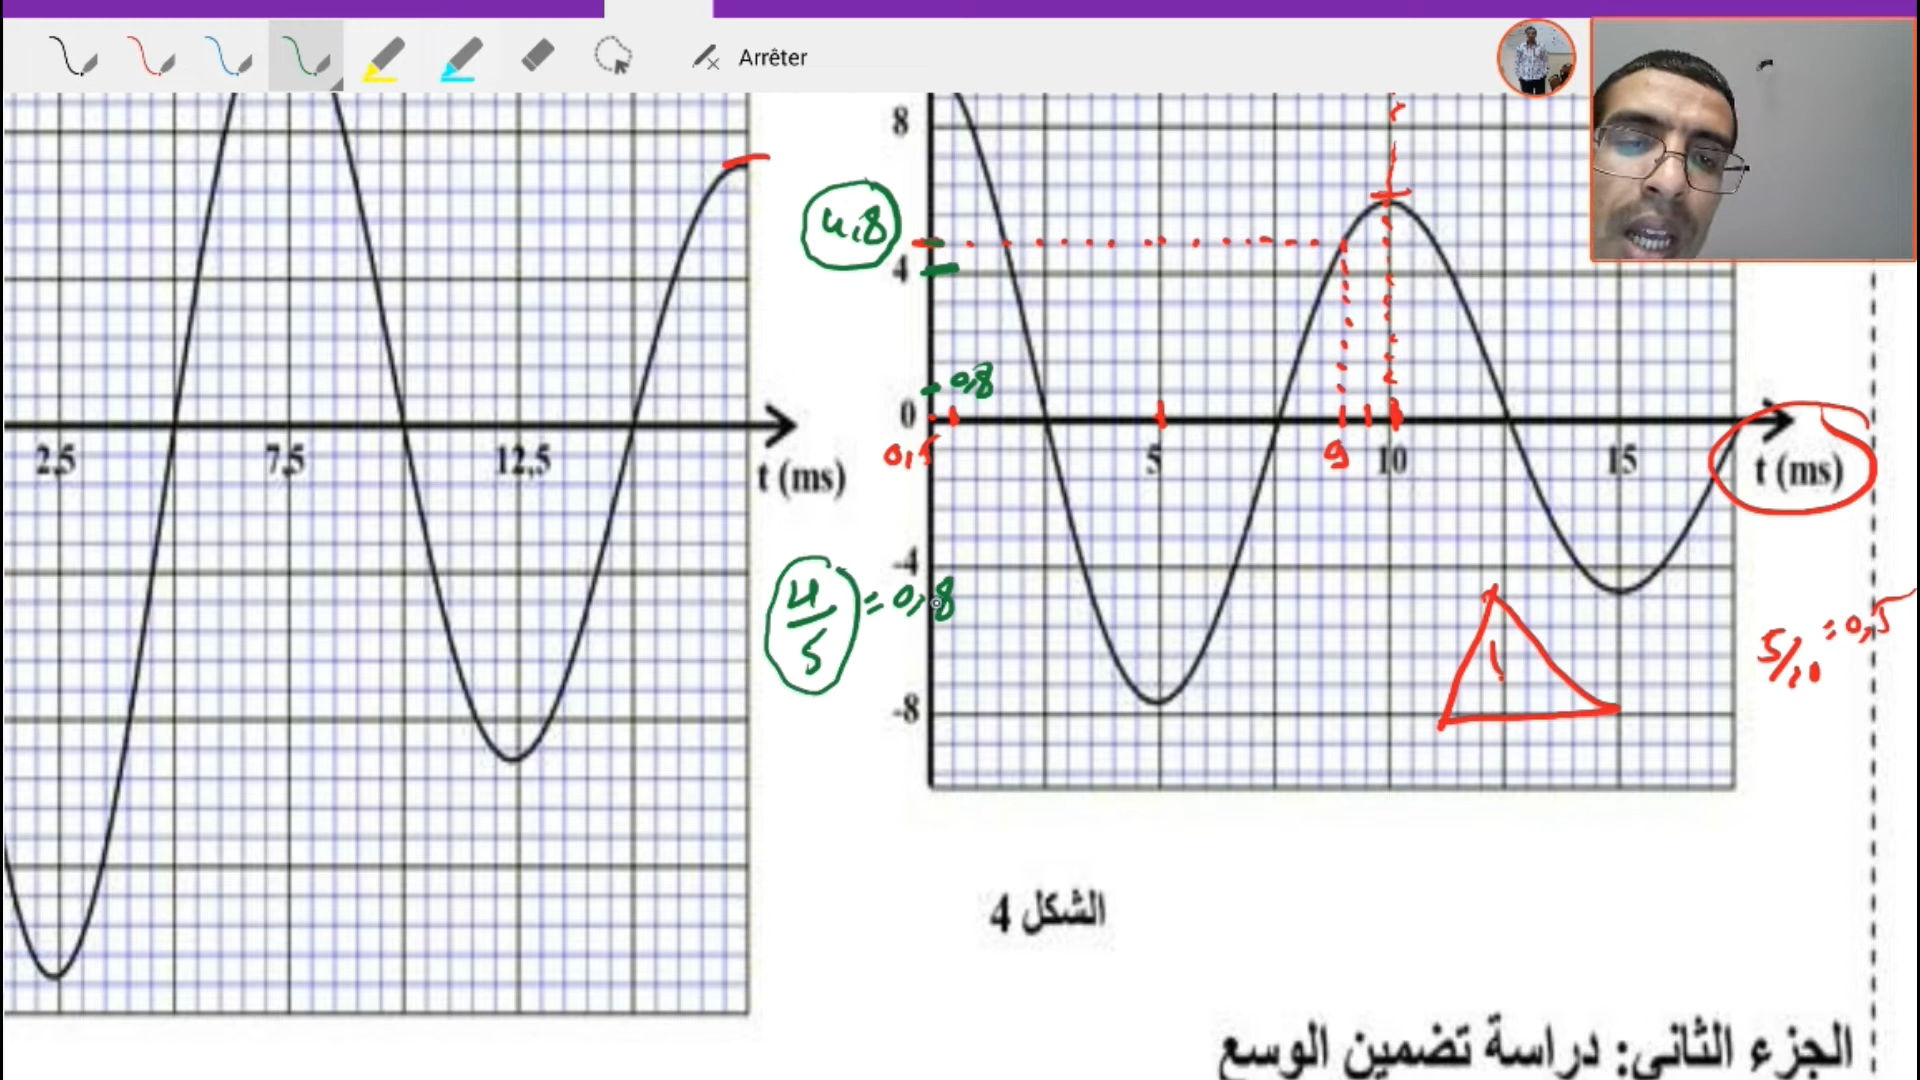 Arrêter
8
4,8
4
0,8
0
0,5
2,5
7,5
12,5
t (ms)
5
9
10
15
t (ms)
-4
4/5 = 0,8
!
5/10 = 0,5
-8
الشكل 4
الجزء الثاني: دراسة تضمين الوسع